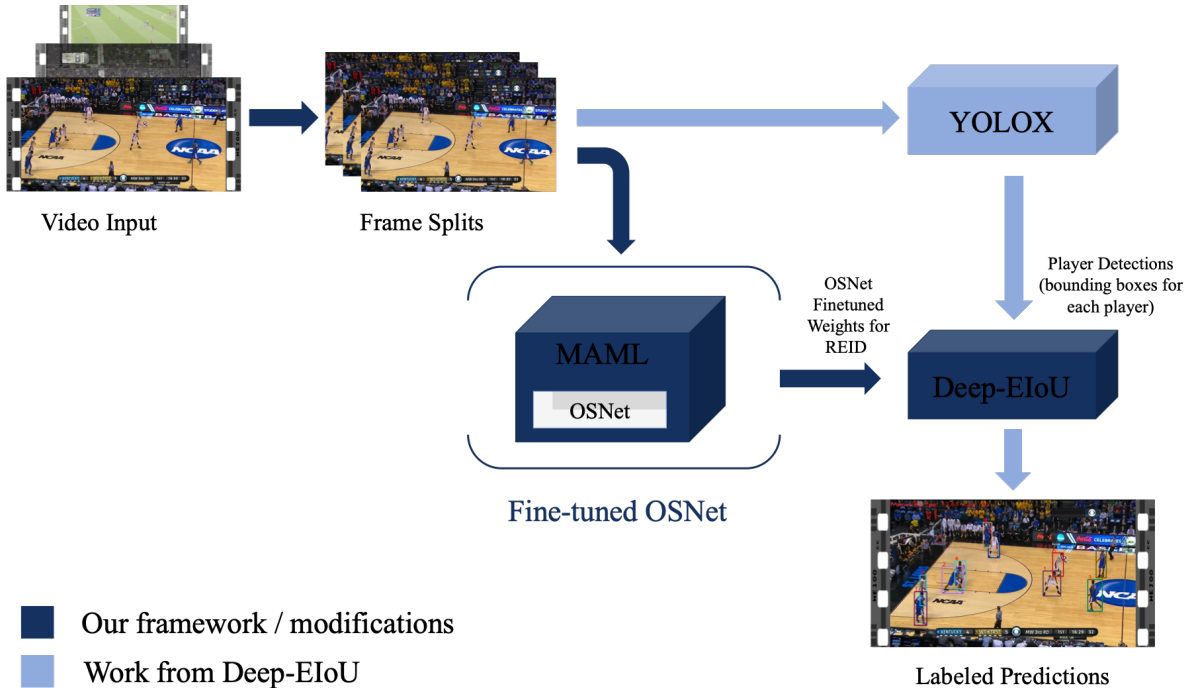 YOLOX
Video Input
Frame Splits
Player Detections
(bounding boxes for
each player)
OSNet
Finetuned
Weights for
REID
MAML
OSNet
Deep-EIoU
Fine-tuned OSNet
NCAA
NCAA
Our framework / modifications
Work from Deep-EIoU
Labeled Predictions